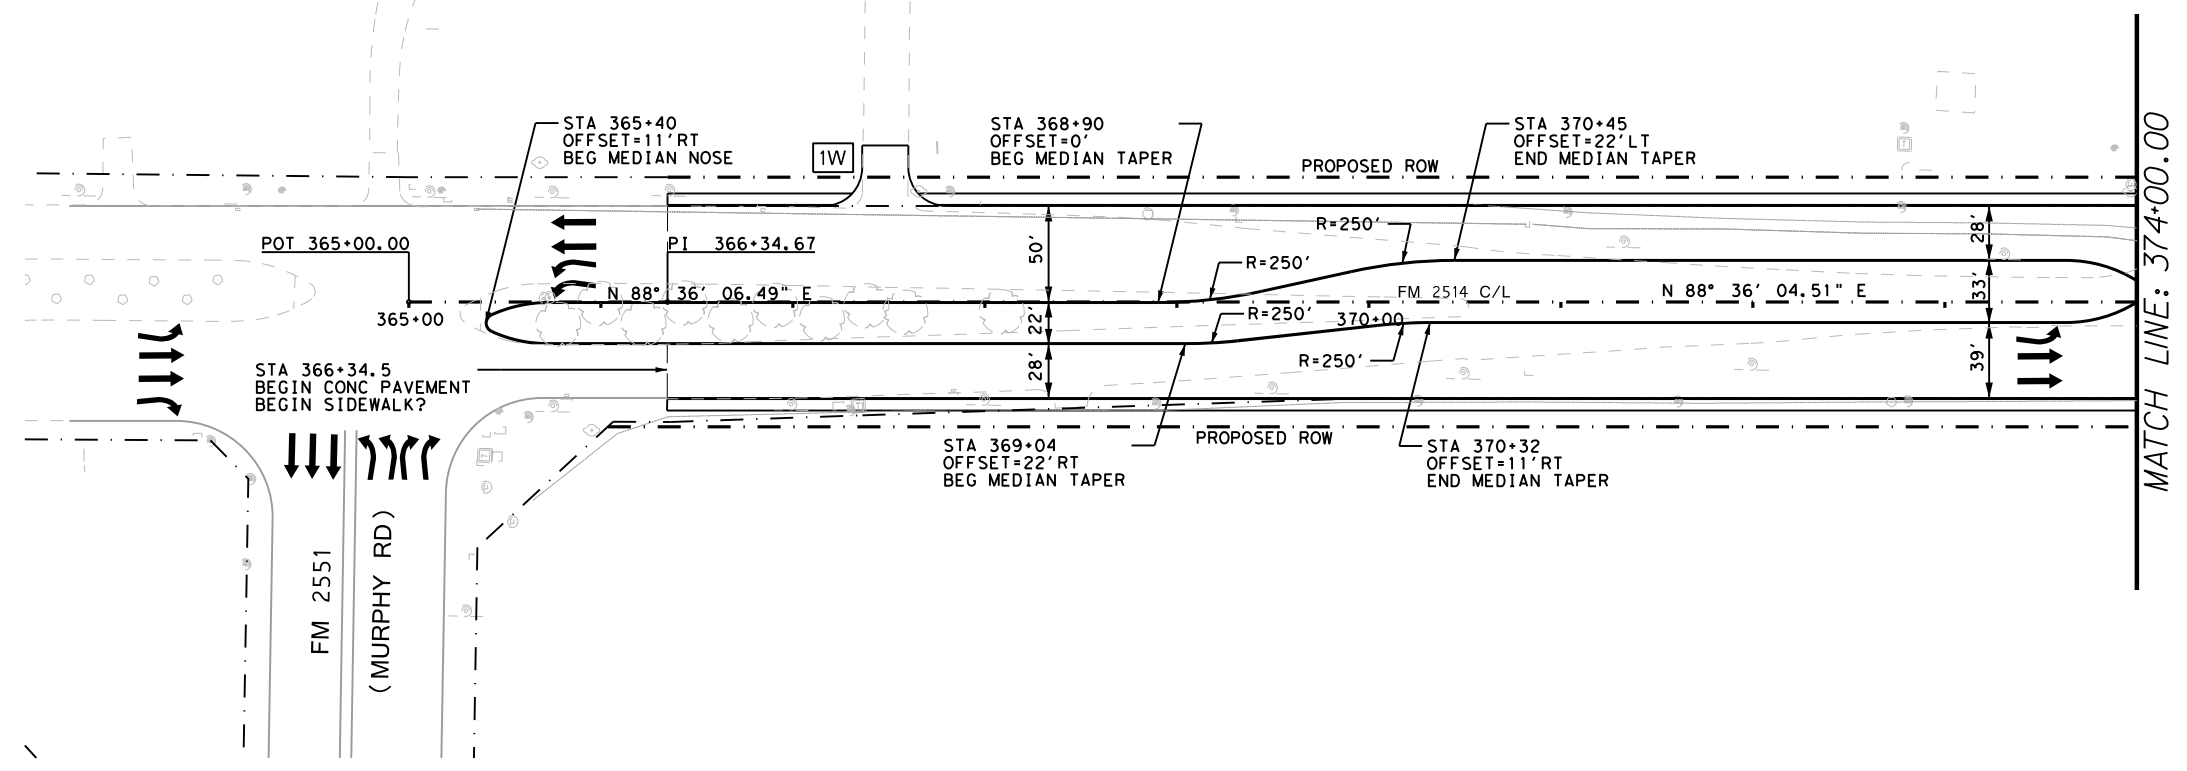 STA 365+40
OFFSET=11'RT
BEG MEDIAN NOSE
1W
STA 368+90
OFFSET=0'
BEG MEDIAN TAPER
STA 370+45
OFFSET=22'LT
END MEDIAN TAPER
PROPOSED ROW
POT 365+00.00
PI 366+34.67
50'
R=250'
R=250'
28'
N 88° 36' 06.49" E
FM 2514 C/L
N 88° 36' 04.51" E
33'
365+00
22'
R=250'
370+00
R=250'
28'
39'
STA 366+34.5
BEGIN CONC PAVEMENT
BEGIN SIDEWALK?
STA 369+04
OFFSET=22'RT
BEG MEDIAN TAPER
PROPOSED ROW
STA 370+32
OFFSET=11'RT
END MEDIAN TAPER
FM 2551
(MURPHY RD)
MATCH LINE: 374+00.00